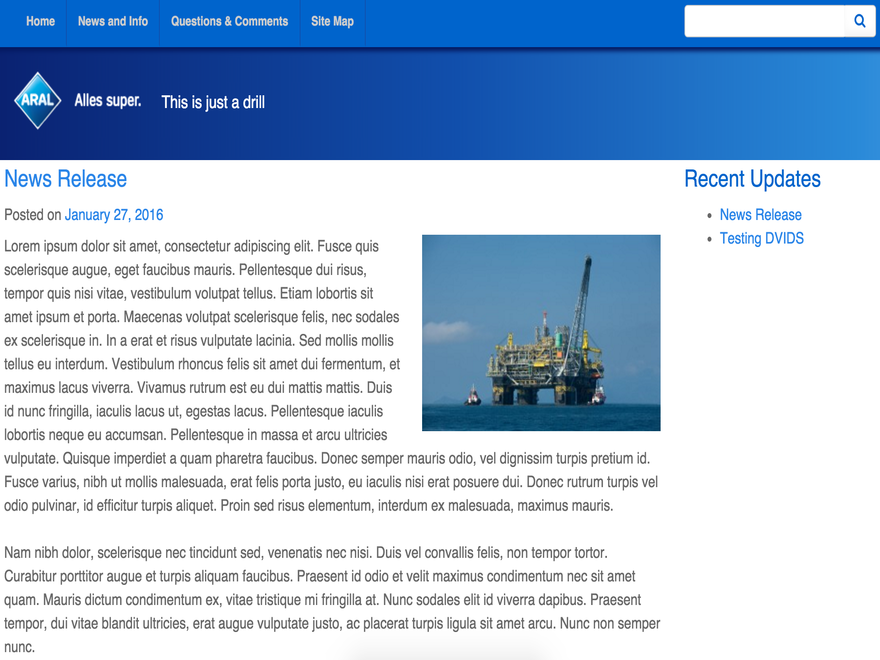 Home News and Info Questions & Comments Site Map
ARAL Alles super. This is just a drill
News Release
Posted on January 27, 2016
Lorem ipsum dolor sit amet, consectetur adipiscing elit. Fusce quis
scelerisque augue, eget faucibus mauris. Pellentesque dui risus,
tempor quis nisi vitae, vestibulum volutpat tellus. Etiam lobortis sit
amet ipsum et porta. Maecenas volutpat scelerisque felis, nec sodales
ex scelerisque in. In a erat et risus vulputate lacinia. Sed mollis mollis
tellus eu interdum. Vestibulum rhoncus felis sit amet dui fermentum, et
maximus lacus viverra. Vivamus rutrum est eu dui mattis mattis. Duis
id nunc fringilla, iaculis lacus ut, egestas lacus. Pellentesque iaculis
lobortis neque eu accumsan. Pellentesque in massa et arcu ultricies
vulputate. Quisque imperdiet a quam pharetra faucibus. Donec semper mauris odio, vel dignissim turpis pretium id.
Fusce varius, nibh ut mollis malesuada, erat felis porta justo, eu iaculis nisi erat posuere dui. Donec rutrum turpis vel
odio pulvinar, id efficitur turpis aliquet. Proin sed risus elementum, interdum ex malesuada, maximus mauris.
Nam nibh dolor, scelerisque nec tincidunt sed, venenatis nec nisi. Duis vel convallis felis, non tempor tortor.
Curabitur porttitor augue et turpis aliquam faucibus. Praesent id odio et velit maximus condimentum nec sit amet
quam. Mauris dictum condimentum ex, vitae tristique mi fringilla at. Nunc sodales elit id viverra dapibus. Praesent
tempor, dui vitae blandit ultricies, erat augue vulputate justo, ac placerat turpis ligula sit amet arcu. Nunc non semper
nunc.
Recent Updates
News Release
Testing DVIDS